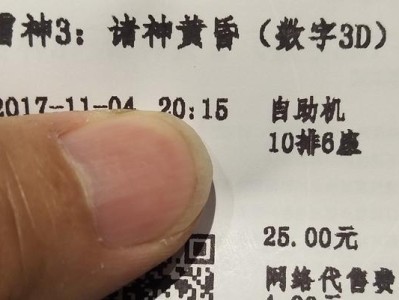 雷神3：诸神黄昏（数字3D）
2017-11-04 20:15 自助机
10排6座
25.00元
网络代售费